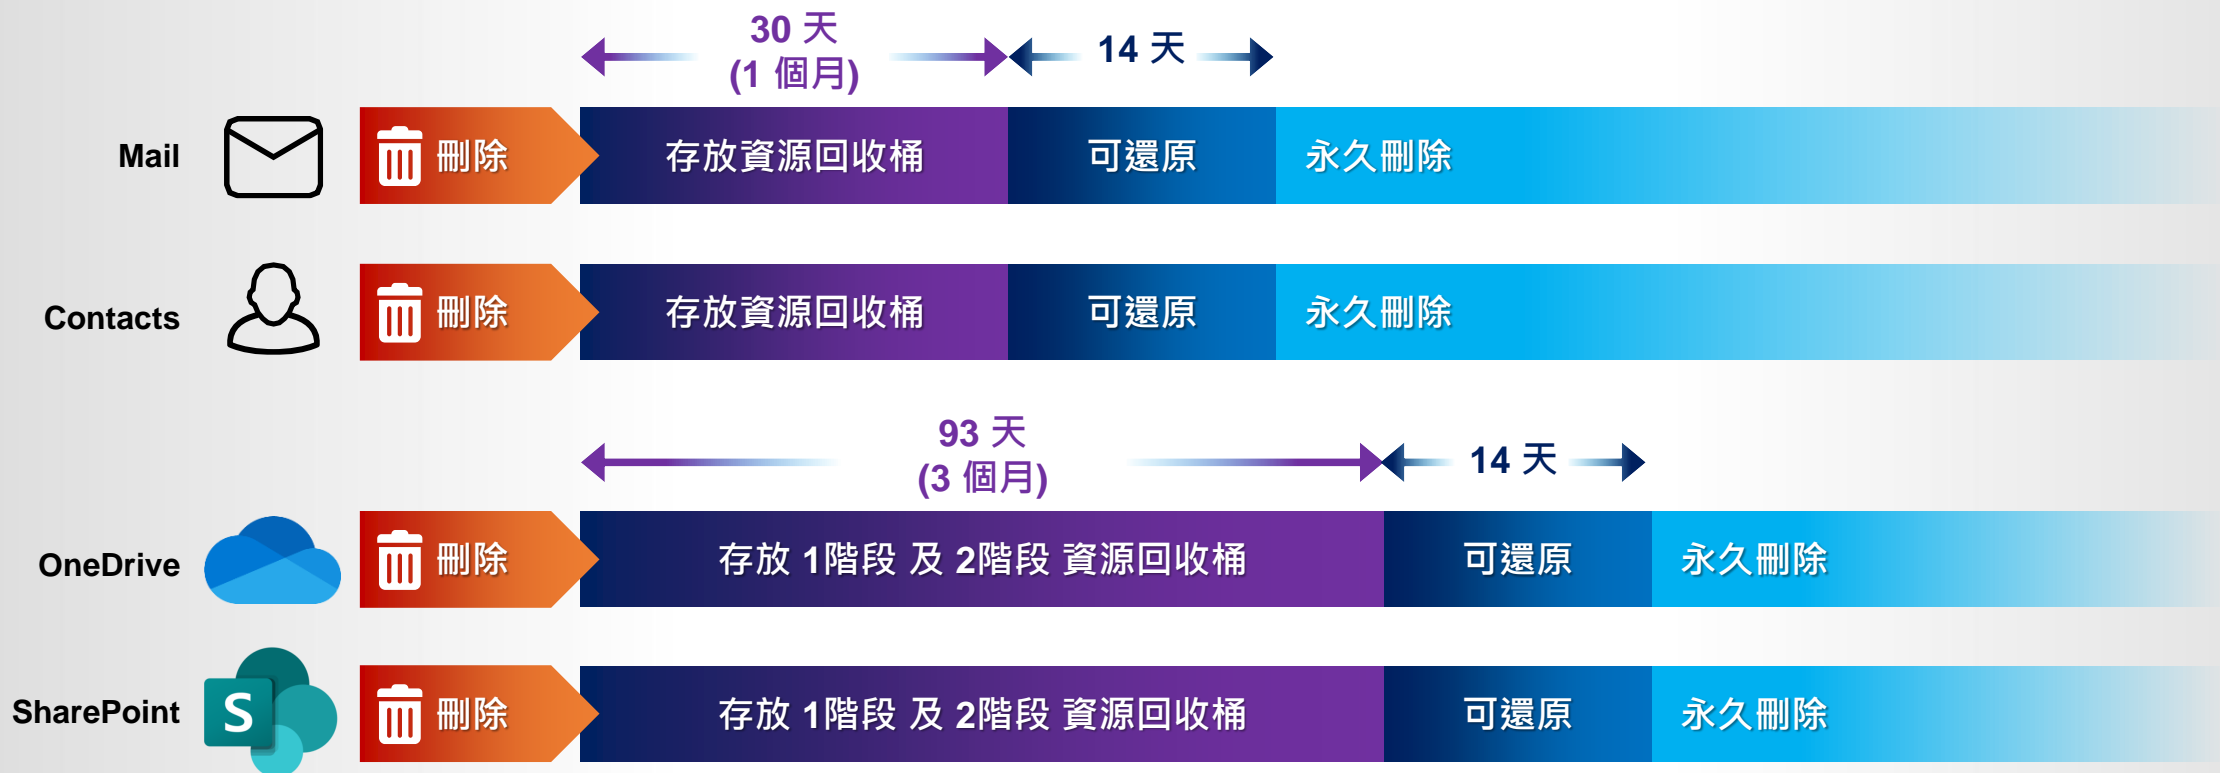 30 天
(1 個月)
14 天
Mail
刪除
存放資源回收桶
可還原
永久刪除
Contacts
刪除
存放資源回收桶
可還原
永久刪除
93 天
(3 個月)
14 天
OneDrive
刪除
存放 1階段 及 2階段 資源回收桶
可還原
永久刪除
SharePoint
S
刪除
存放 1階段 及 2階段 資源回收桶
可還原
永久刪除